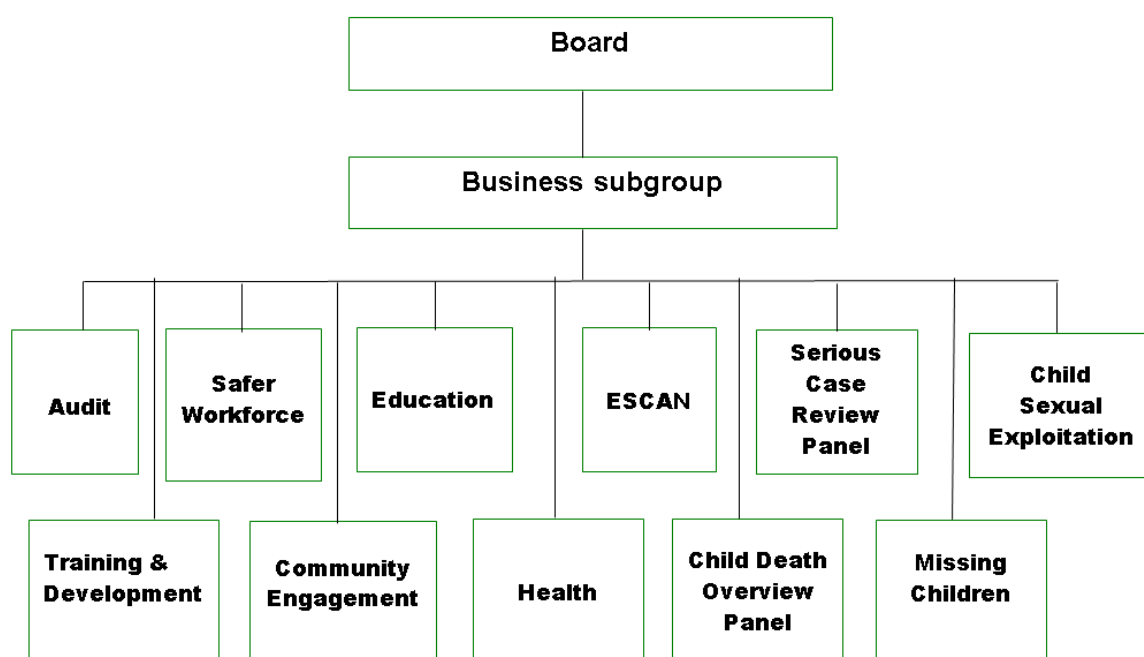 Board
Business subgroup
Audit
Safer
Workforce
Education
ESCAN
Serious
Case
Review
Panel
Child
Sexual
Exploitation
Training &
Development
Community
Engagement
Health
Child Death
Overview
Panel
Missing
Children